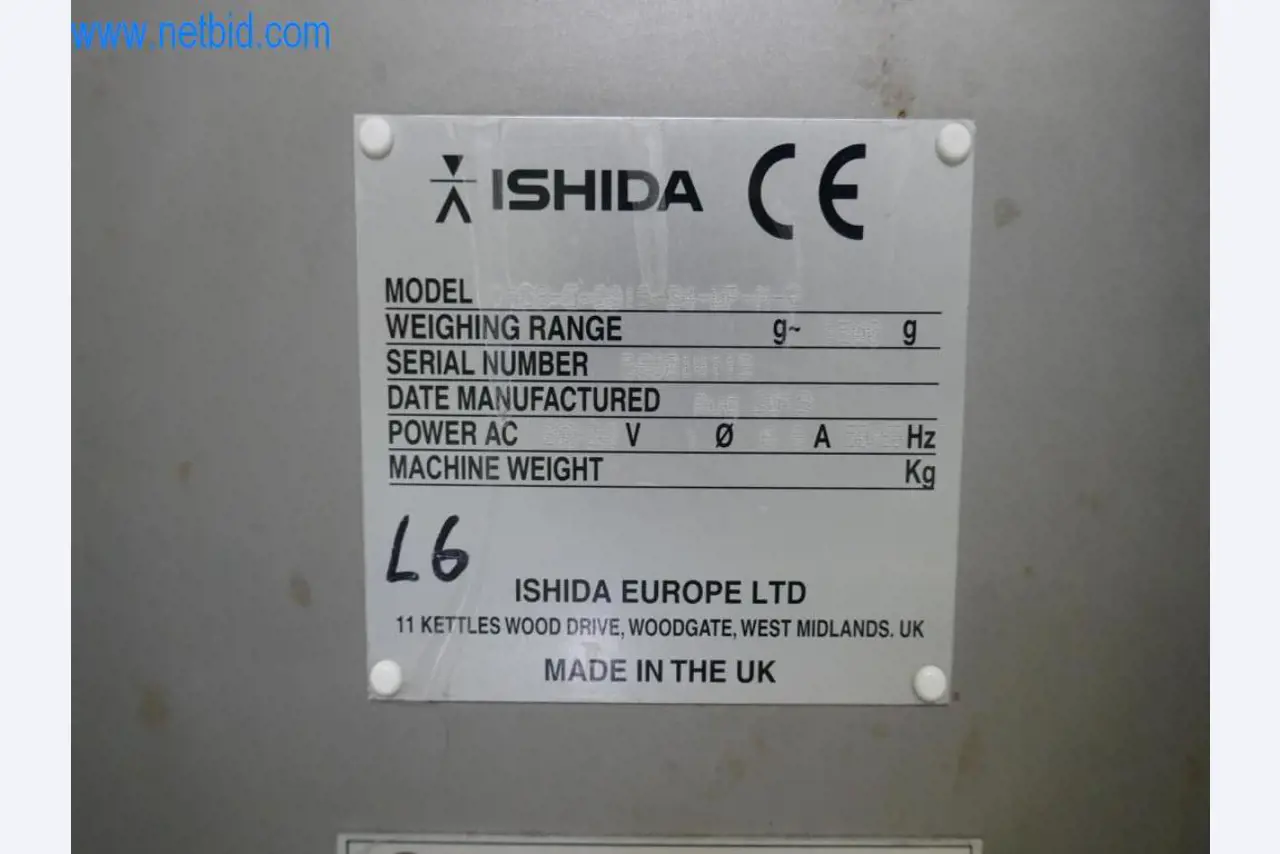 www.netbid.com
ISHIDA CE
MODEL
WEIGHING RANGE g~ g
SERIAL NUMBER
DATE MANUFACTURED
POWER AC V Ø A Hz
MACHINE WEIGHT Kg
L6
ISHIDA EUROPE LTD
11 KETTLES WOOD DRIVE, WOODGATE, WEST MIDLANDS. UK
MADE IN THE UK